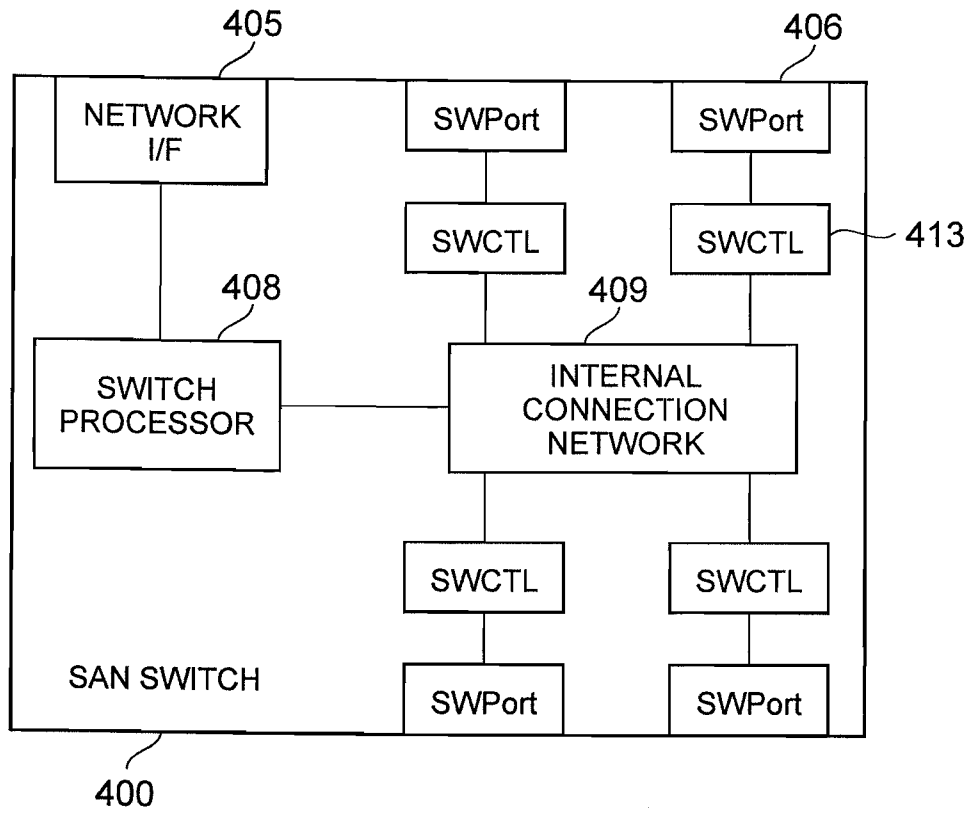 405
406
NETWORK
I/F
SWPort
SWPort
SWCTL
SWCTL
413
408
409
SWITCH
PROCESSOR
INTERNAL
CONNECTION
NETWORK
SWCTL
SWCTL
SAN SWITCH
SWPort
SWPort
400